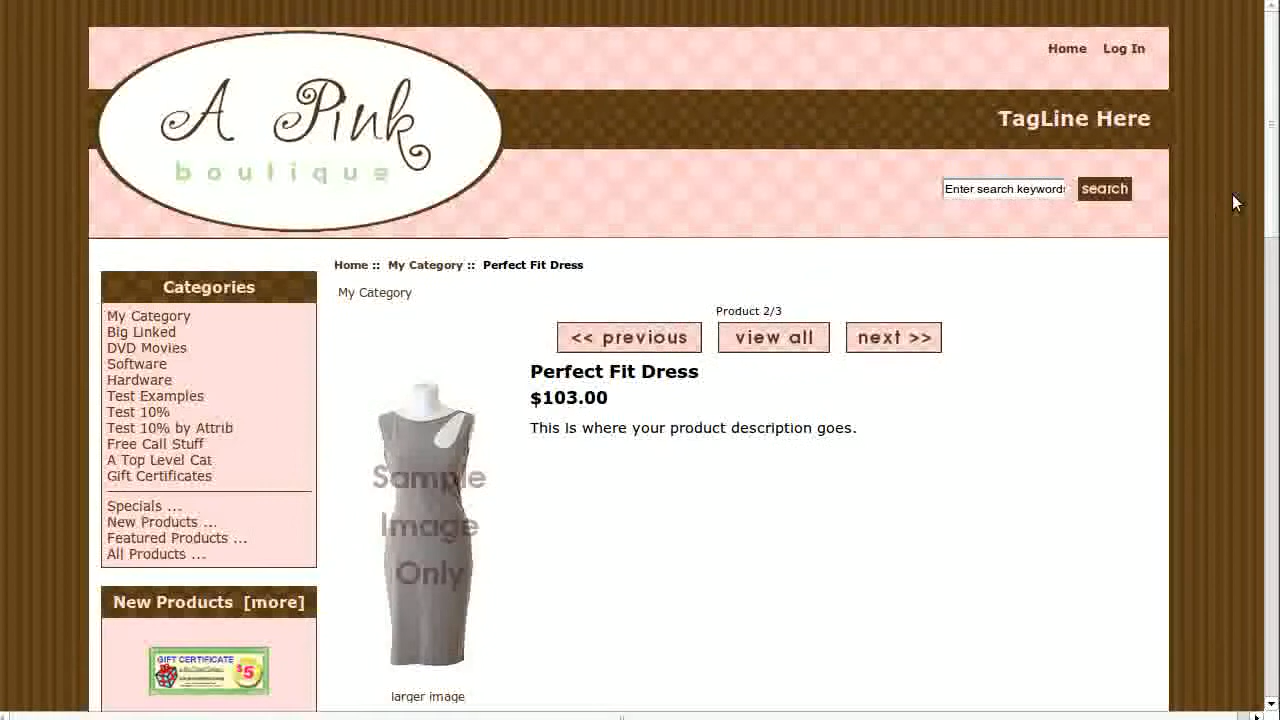 Home Log In
A Pink
boutique
TagLine Here
Enter search keywords
search
Home :: My Category :: Perfect Fit Dress
My Category
Product 2/3
<< previous view all next >>
Perfect Fit Dress
$103.00
This is where your product description goes.
Sample
Image
Only
larger image
Categories
My Category
Big Linked
DVD Movies
Software
Hardware
Test Examples
Test 10%
Test 10% by Attrib
Free Call Stuff
A Top Level Cat
Gift Certificates
Specials ...
New Products ...
Featured Products ...
All Products ...
New Products [more]
GIFT CERTIFICATE
$5